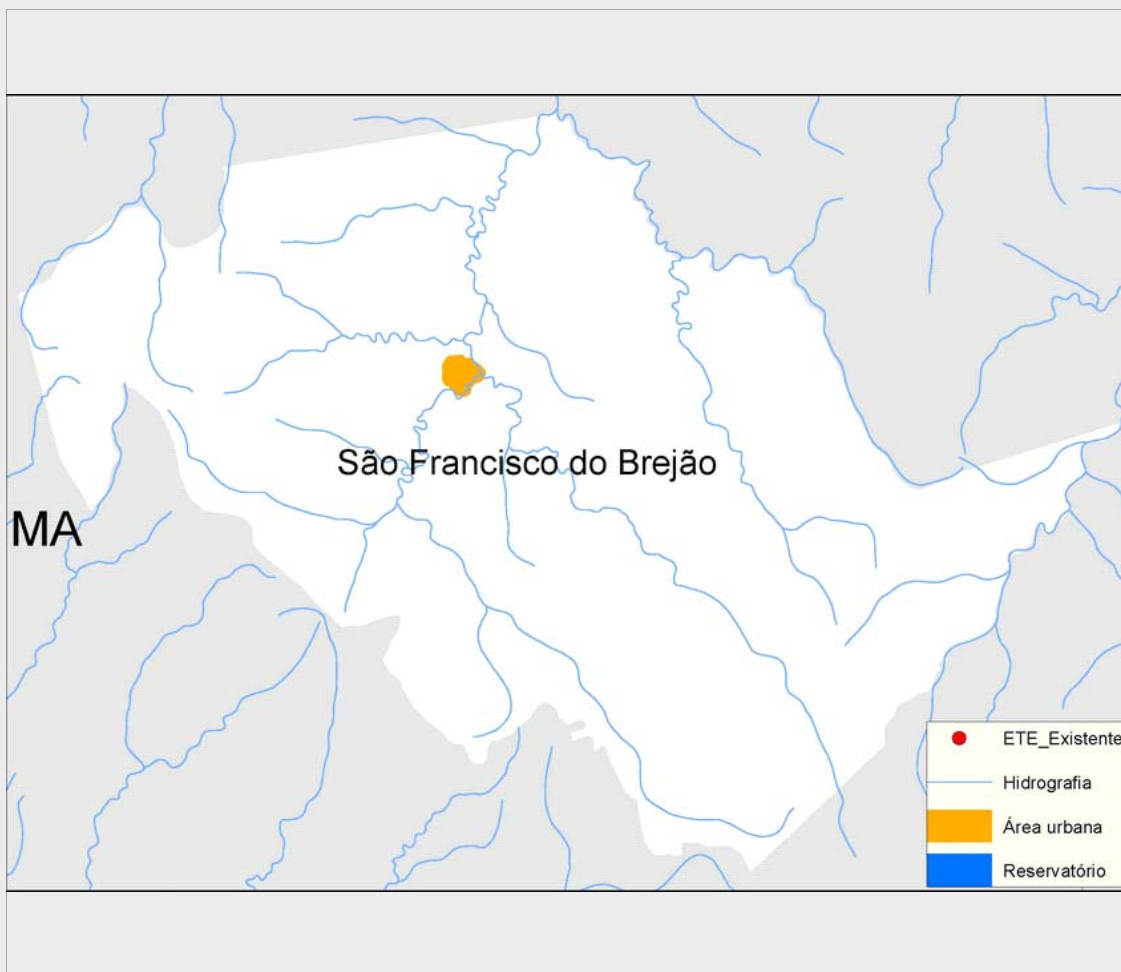 São Francisco do Brejão
MA
ETE_Existente
Hidrografia
Área urbana
Reservatório